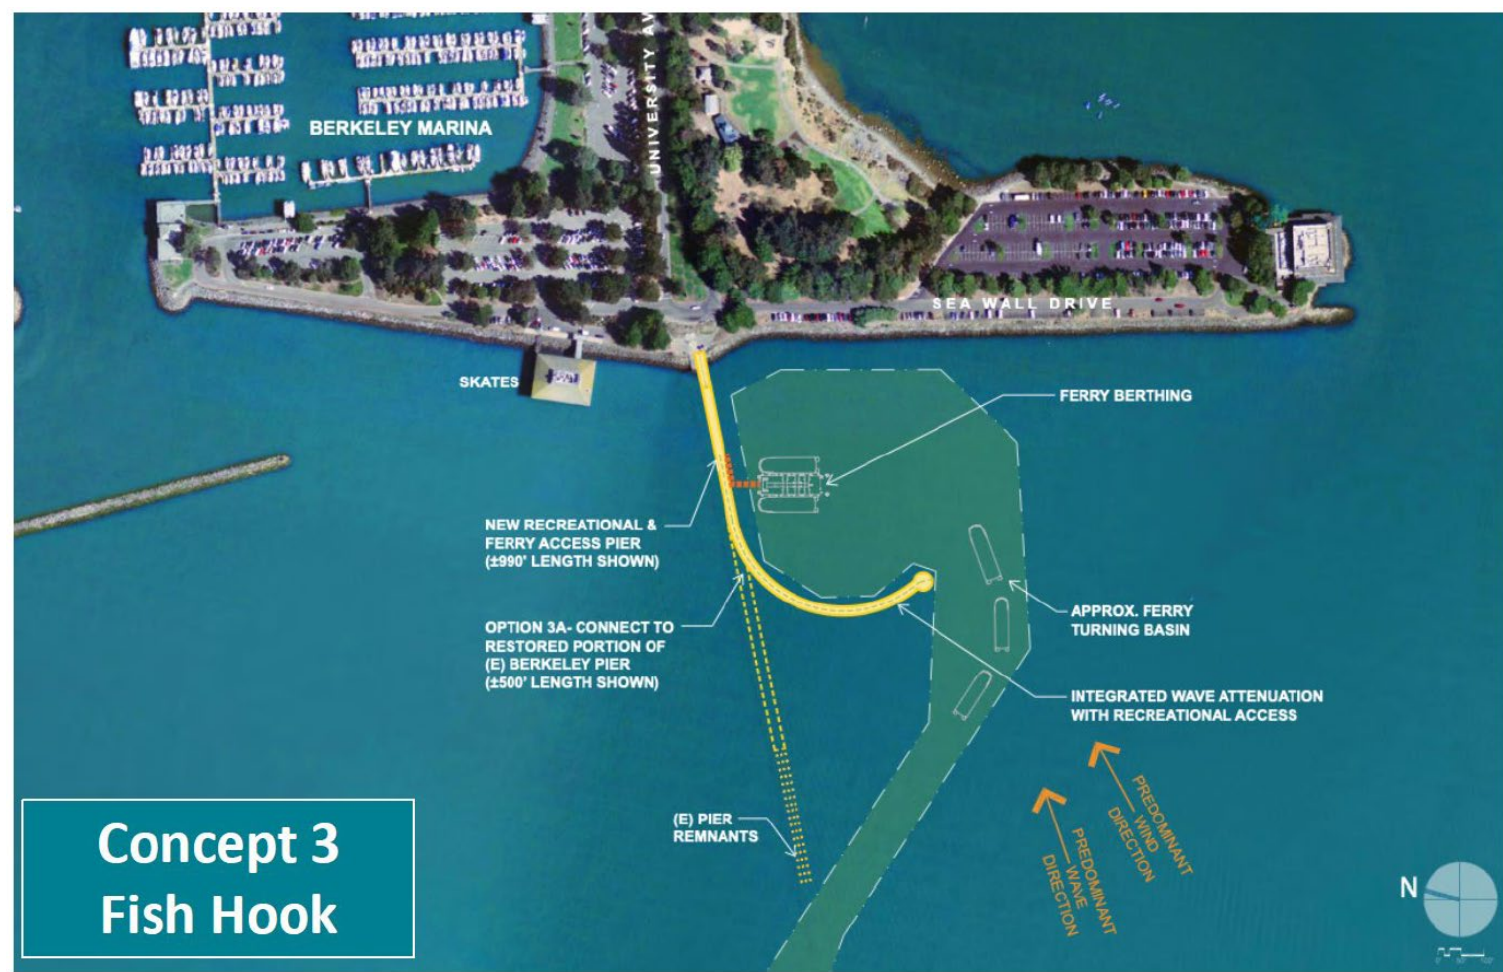 UNIVERSITY AV
BERKELEY MARINA
SEA WALL DRIVE
SKATES
FERRY BERTHING
NEW RECREATIONAL &
FERRY ACCESS PIER
(±990' LENGTH SHOWN)
OPTION 3A- CONNECT TO
RESTORED PORTION OF
(E) BERKELEY PIER
(±500' LENGTH SHOWN)
APPROX. FERRY
TURNING BASIN
INTEGRATED WAVE ATTENUATION
WITH RECREATIONAL ACCESS
(E) PIER
REMNANTS
PREDOMINANT
WIND
DIRECTION
PREDOMINANT
WAVE
DIRECTION
Concept 3
Fish Hook
N